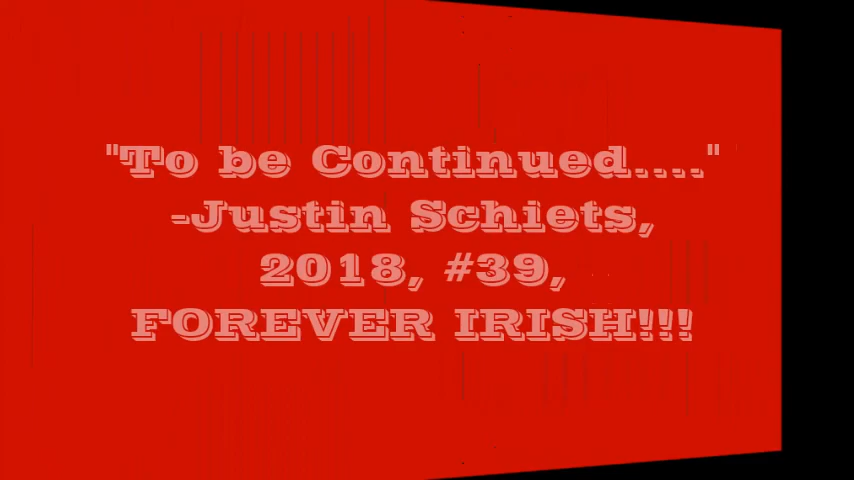 "To be Continued...."
-Justin Schiets,
2018, #39,
FOREVER IRISH!!!